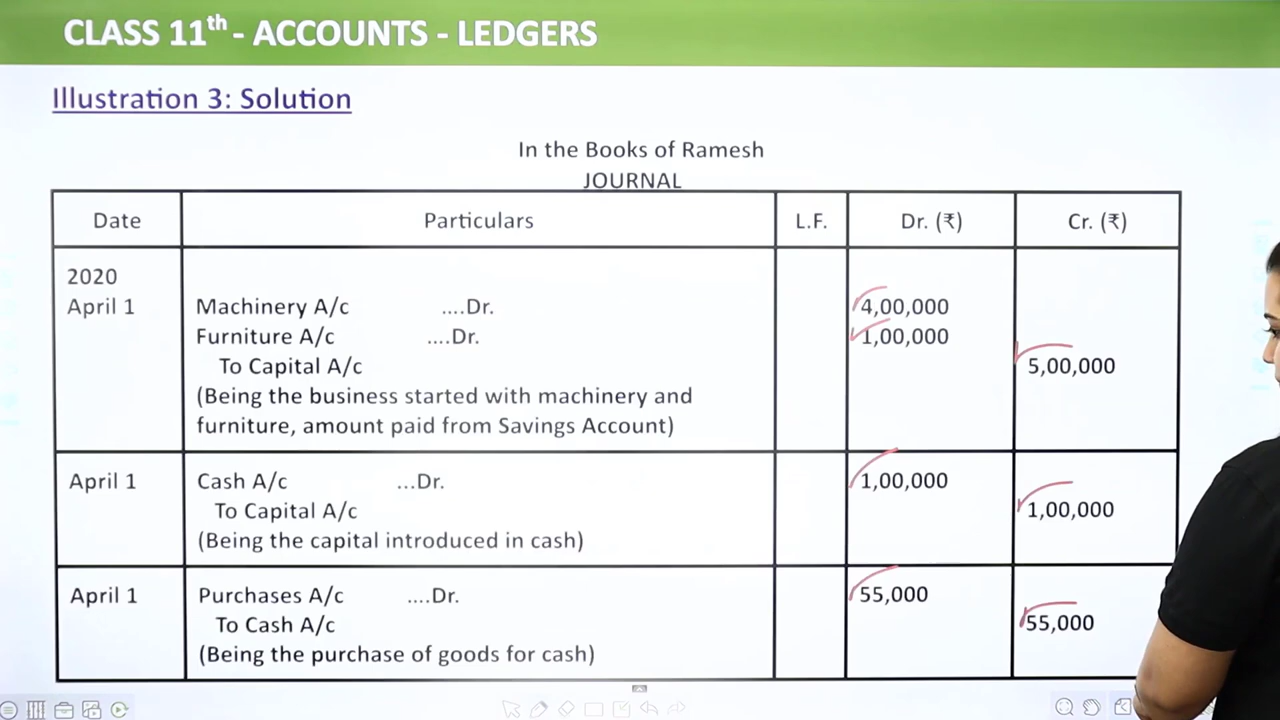 CLASS 11th - ACCOUNTS - LEDGERS
Illustration 3: Solution
In the Books of Ramesh
JOURNAL
Date Particulars L.F. Dr. (₹) Cr. (₹)
2020
April 1 Machinery A/c ....Dr. 4,00,000
Furniture A/c ....Dr. 1,00,000
To Capital A/c 5,00,000
(Being the business started with machinery and
furniture, amount paid from Savings Account)
April 1 Cash A/c ...Dr. 1,00,000
To Capital A/c 1,00,000
(Being the capital introduced in cash)
April 1 Purchases A/c ....Dr. 55,000
To Cash A/c 55,000
(Being the purchase of goods for cash)